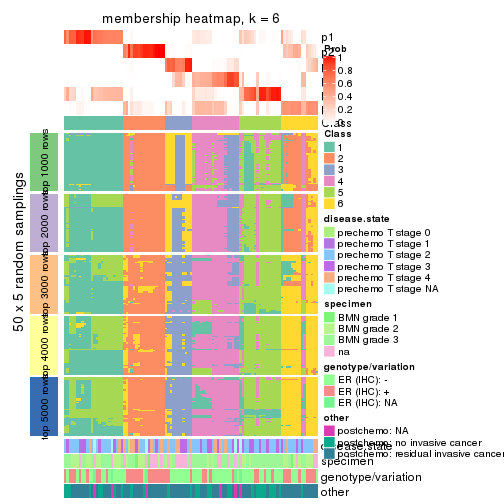 membership heatmap, k = 6
p1
p2
Prob
1
0.8
0.6
0.4
0.2
0
Class
Class
1
2
3
4
5
6
disease.state
prechemo T stage 0
prechemo T stage 1
prechemo T stage 2
prechemo T stage 3
prechemo T stage 4
prechemo T stage NA
specimen
BMN grade 1
BMN grade 2
BMN grade 3
na
genotype/variation
ER (IHC): -
ER (IHC): +
ER (IHC): NA
other
postchemo: NA
postchemo: no invasive cancer
postchemo: residual invasive cancer
50 x 5 random samplings
top 1000 rows
top 2000 rows
top 3000 rows
top 4000 rows
top 5000 rows
disease.state
specimen
genotype/variation
other